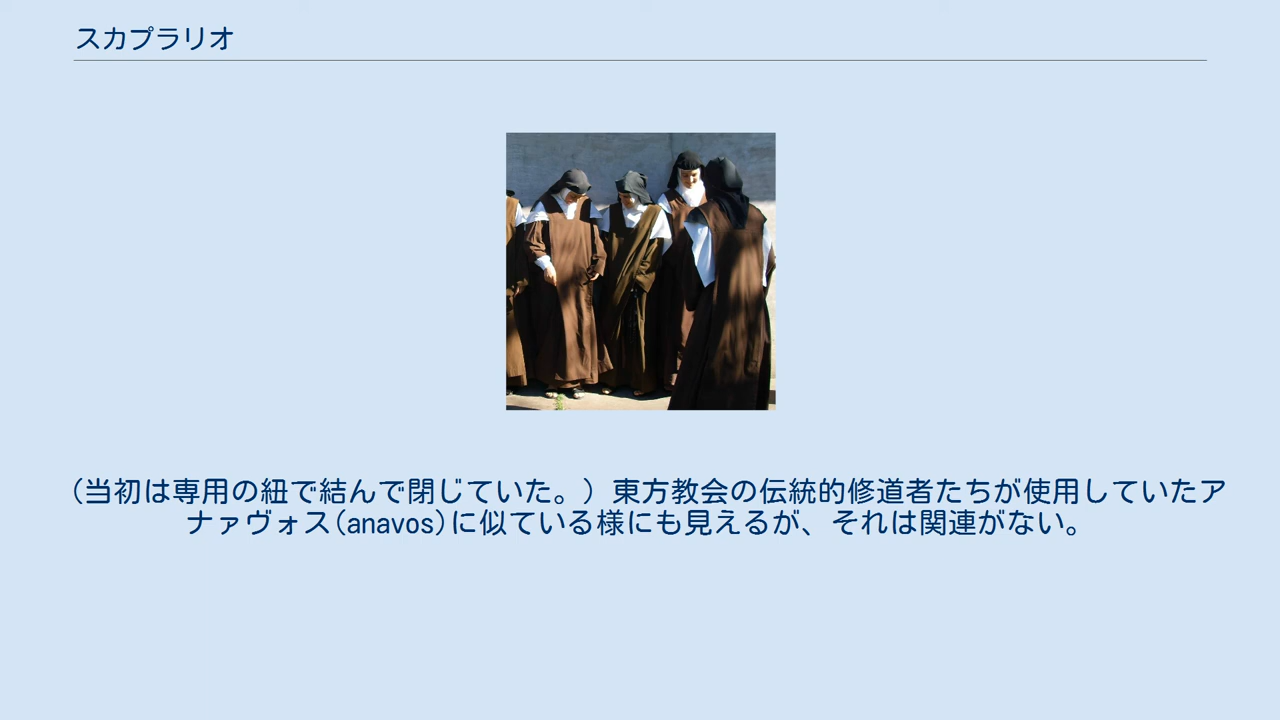 スカプラリオ
(当初は専用の紐で結んで閉じていた。) 東方教会の伝統的修道者たちが使用していたア
ナァヴォス(anavos)に似ている様にも見えるが、それは関連がない。